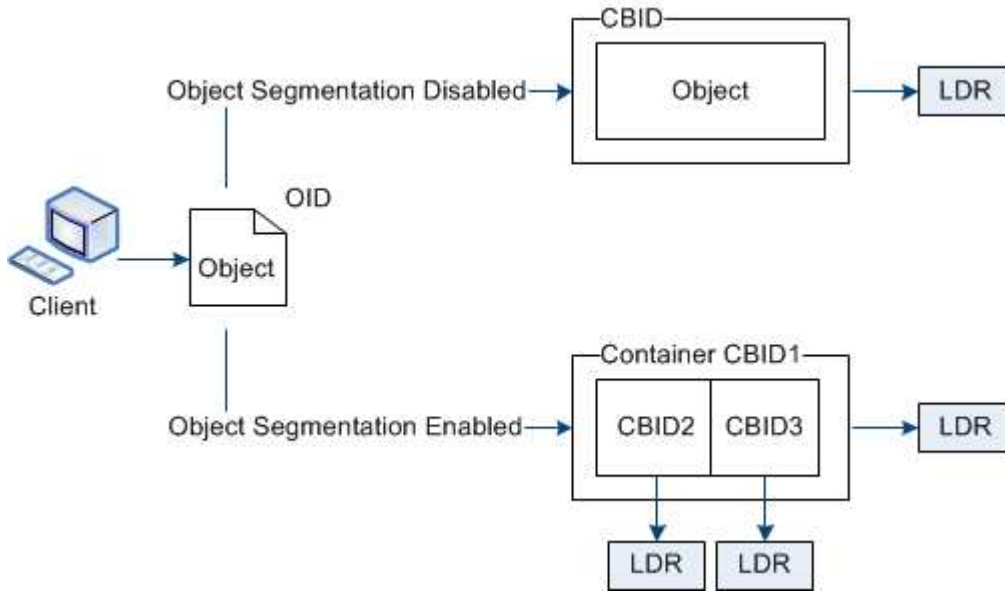 CBID
Object Segmentation Disabled
Object
LDR
OID
Object
Client
Container CBID1
Object Segmentation Enabled
CBID2
CBID3
LDR
LDR
LDR